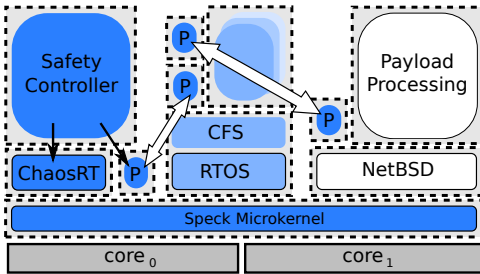 Safety
Controller
P
P
Payload
Processing
P
CFS
ChaosRT
P
RTOS
NetBSD
Speck Microkernel
core 0
core 1